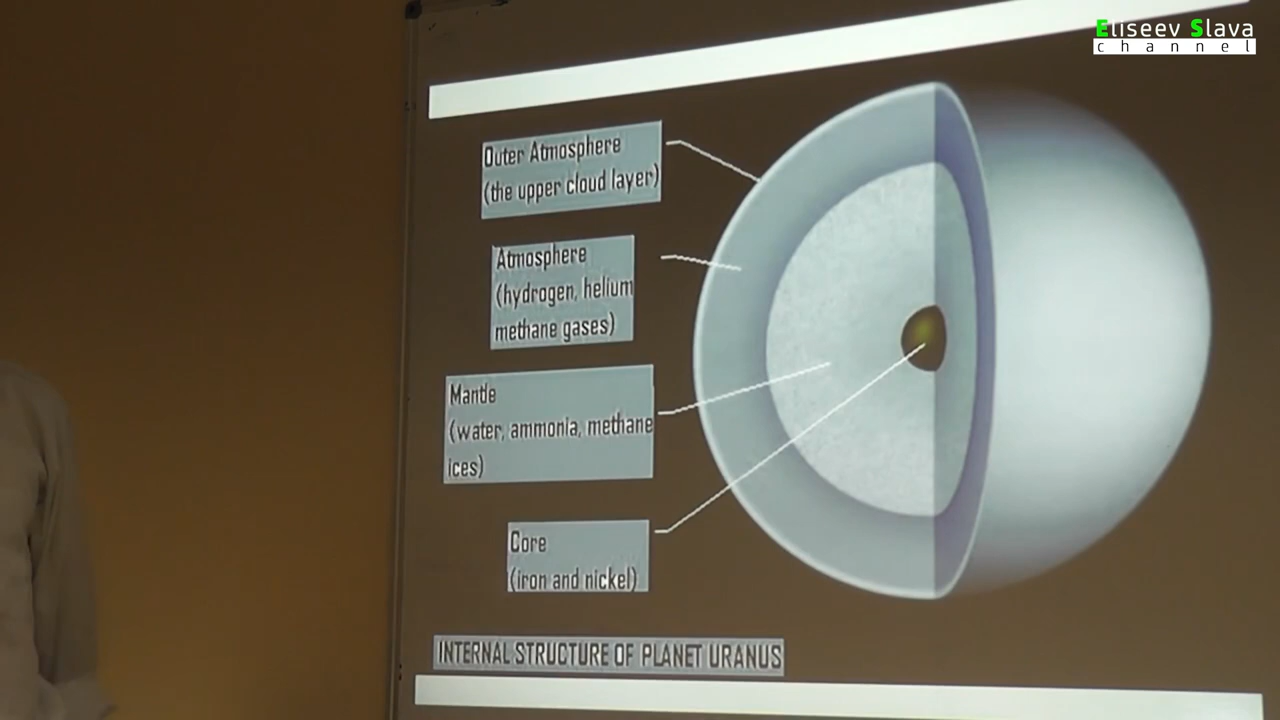 Eliseev Slava
channel
Outer Atmosphere
(the upper cloud layer)
Atmosphere
(hydrogen, helium
methane gases)
Mantle
(water, ammonia, methane
ices)
Core
(iron and nickel)
INTERNAL STRUCTURE OF PLANET URANUS